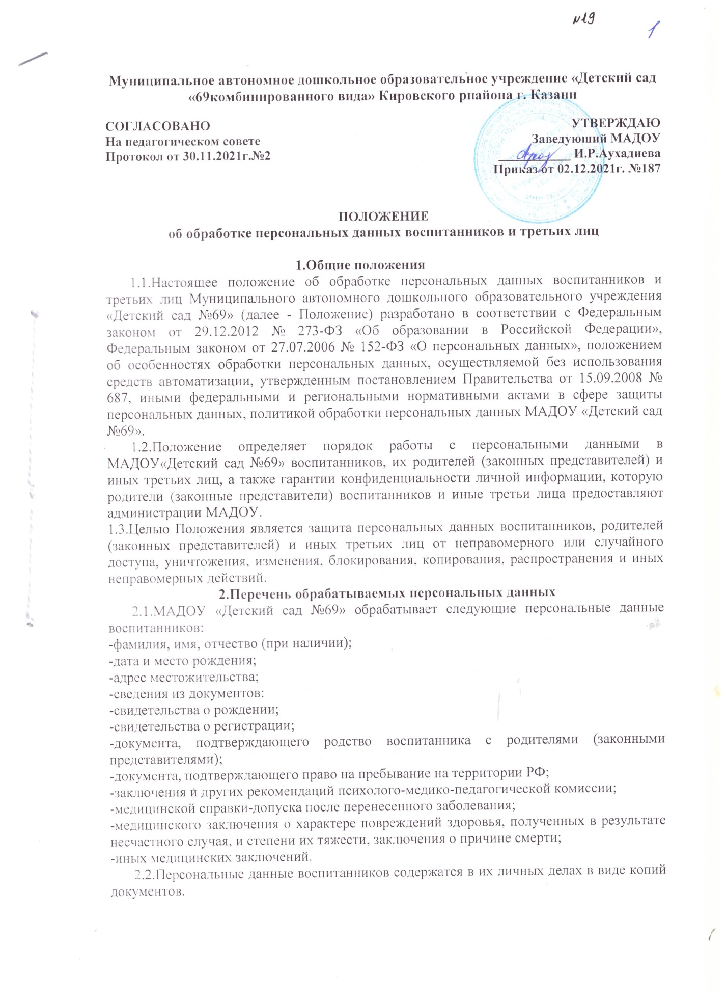 №19
1
Муниципальное автономное дошкольное образовательное учреждение «Детский сад
«69комбинированного вида» Кировского рпайона г. Казани
СОГЛАСОВАНО
На педагогическом совете
Протокол от 30.11.2021г.№2
УТВЕРЖДАЮ
Заведуюший МАДОУ
И.Р.Аухадиева
Приказ от 02.12.2021г. №187
ПОЛОЖЕНИЕ
об обработке персональных данных воспитанников и третьих лиц
1.Общие положения
1.1.Настоящее положение об обработке персональных данных воспитанников и
третьих лиц Муниципального автономного дошкольного образовательного учреждения
«Детский сад №69» (далее - Положение) разработано в соответствии с Федеральным
законом от 29.12.2012 № 273-ФЗ «Об образовании в Российской Федерации»,
Федеральным законом от 27.07.2006 № 152-ФЗ «О персональных данных», положением
об особенностях обработки персональных данных, осуществляемой без использования
средств автоматизации, утвержденным постановлением Правительства от 15.09.2008 №
687, иными федеральными и региональными нормативными актами в сфере защиты
персональных данных, политикой обработки персональных данных МАДОУ «Детский сад
№69».
1.2.Положение определяет порядок работы с персональными данными в
МАДОУ«Детский сад №69» воспитанников, их родителей (законных представителей) и
иных третьих лиц, а также гарантии конфиденциальности личной информации, которую
родители (законные представители) воспитанников и иные третьи лица предоставляют
администрации МАДОУ.
1.3.Целью Положения является защита персональных данных воспитанников, родителей
(законных представителей) и иных третьих лиц от неправомерного или случайного
доступа, уничтожения, изменения, блокирования, копирования, распространения и иных
неправомерных действий.
2.Перечень обрабатываемых персональных данных
2.1.МАДОУ «Детский сад №69» обрабатывает следующие персональные данные
воспитанников:
-фамилия, имя, отчество (при наличии);
-дата и место рождения;
-адрес местожительства;
-сведения из документов:
-свидетельства о рождении;
-свидетельства о регистрации;
-документа, подтверждающего родство воспитанника с родителями (законными
представителями);
-документа, подтверждающего право на пребывание на территории РФ;
-заключения и других рекомендаций психолого-медико-педагогической комиссии;
-медицинской справки-допуска после перенесенного заболевания;
-медицинского заключения о характере повреждений здоровья, полученных в результате
несчастного случая, и степени их тяжести, заключения о причине смерти;
-иных медицинских заключений.
2.2.Персональные данные воспитанников содержатся в их личных делах в виде копий
документов.